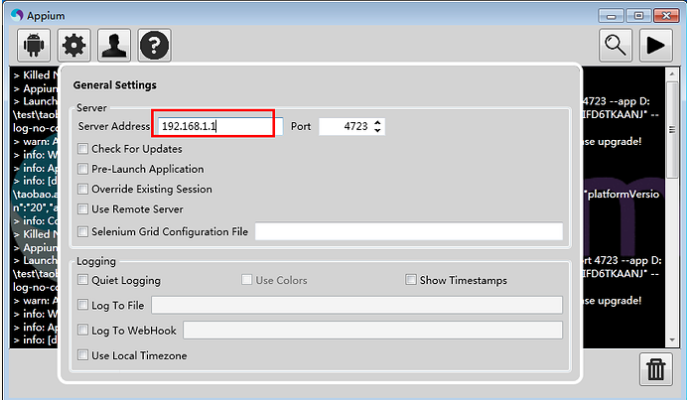 Appium
> Killed
> Appium
> Launch
4723 --app D:
\test\taob
IFD6TKAANJ" --
log-no-co
> warn: A
se upgrade!
> info: W
> info: Ap
> info: [d
\taobao.a
"platformVersio
n":"20","a
> info: Co
> Killed N
> Appium
> Launch
rt 4723 --app D:
\test\taob
IFD6TKAANJ" --
log-no-co
> warn: A
se upgrade!
> info: W
> info: Ap
> info: [d
General Settings
Server
Server Address 192.168.1.1 Port 4723
Check For Updates
Pre-Launch Application
Override Existing Session
Use Remote Server
Selenium Grid Configuration File
Logging
Quiet Logging Use Colors Show Timestamps
Log To File
Log To WebHook
Use Local Timezone